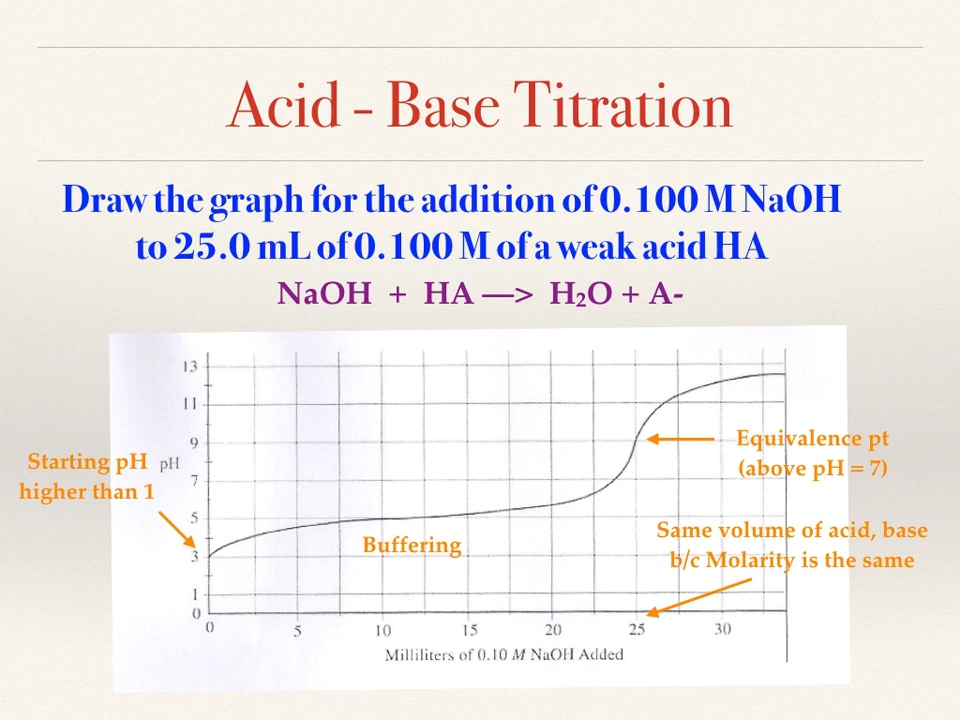 Acid - Base Titration
Draw the graph for the addition of 0.100 M NaOH
to 25.0 mL of 0.100 M of a weak acid HA
NaOH + HA —> H₂O + A-
13
11
9
7
5
3
1
0
pH
Starting pH
higher than 1
Buffering
Equivalence pt
(above pH = 7)
Same volume of acid, base
b/c Molarity is the same
0 5 10 15 20 25 30
Milliliters of 0.10 M NaOH Added